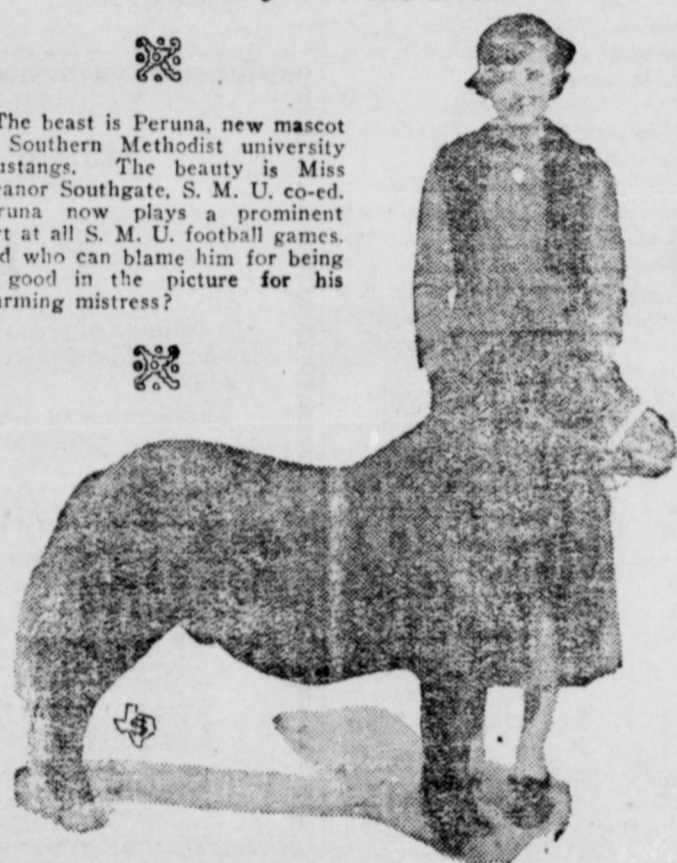 The beast is Peruna, new mascot
Southern Methodist university
ustangs. The beauty is Miss
eanor Southgate, S. M. U. co-ed.
runa now plays a prominent
rt at all S. M. U. football games.
d who can blame him for being
good in the picture for his
arming mistress?